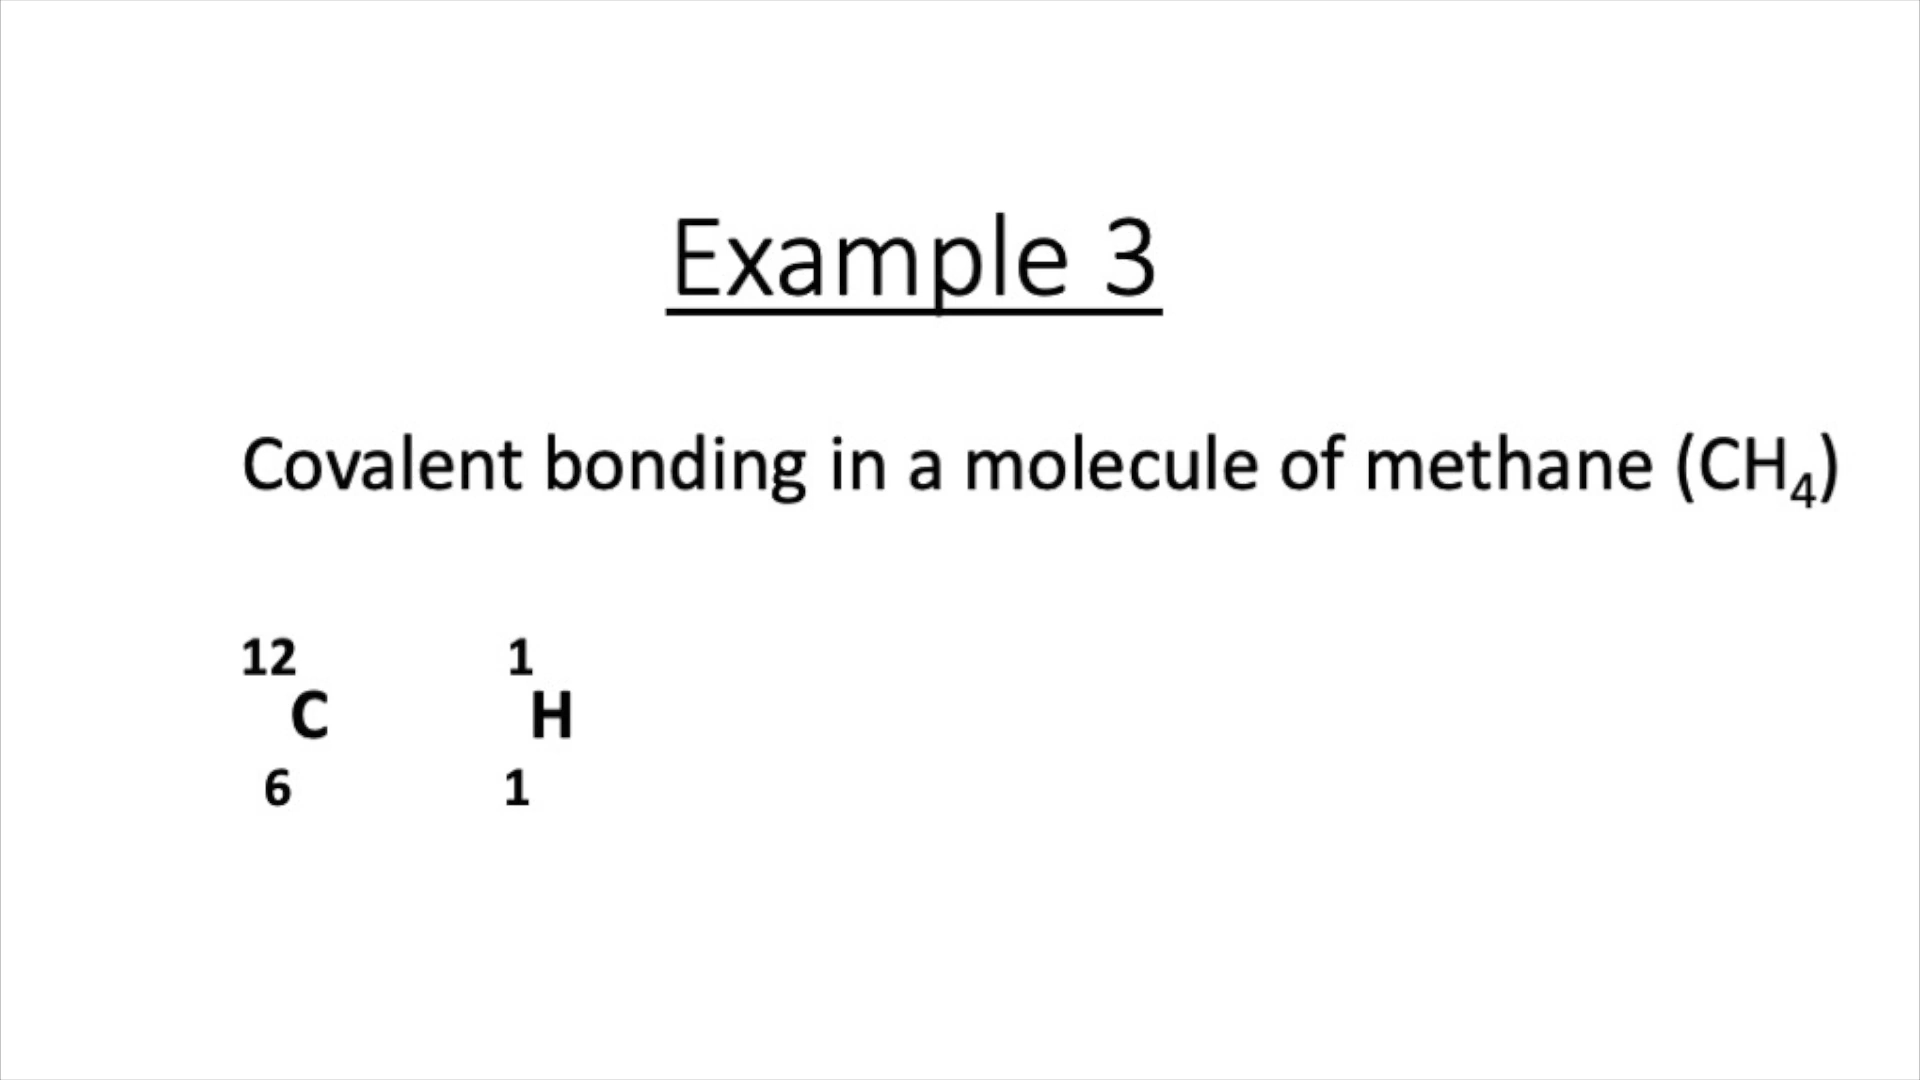 Example 3
Covalent bonding in a molecule of methane (CH₄)
12 1
C H
6 1